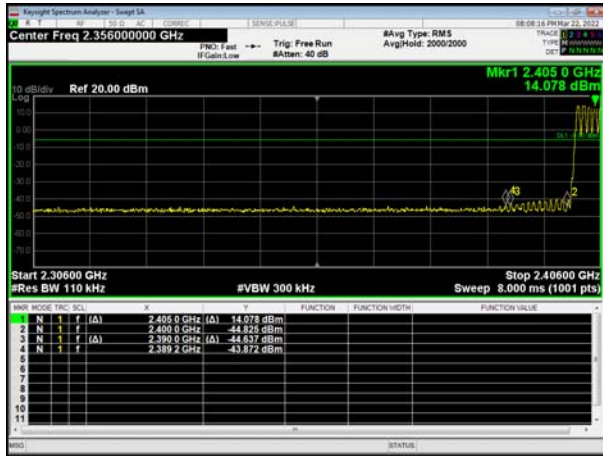 Keysight Spectrum Analyzer - Swept SA
R T RF 50 Ω AC CORREC SENSE:PULSE 08:08:16 PM Mar 22, 2022
Center Freq 2.356000000 GHz #Avg Type: RMS TRACE 1 2 3 4 5 6
PNO: Fast Trig: Free Run Avg|Hold: 2000/2000 TYPE M
IFGain:Low #Atten: 40 dB DET P N N N N N
Mkr1 2.405 0 GHz
10 dB/div Ref 20.00 dBm 14.078 dBm
Log
10.0
0.00
-10.0
-20.0
-30.0
-40.0
-50.0
-60.0
-70.0
43
2
Start 2.30600 GHz Stop 2.40600 GHz
#Res BW 110 kHz #VBW 300 kHz Sweep 8.000 ms (1001 pts)
MKR MODE TRC SCL X Y FUNCTION FUNCTION WIDTH FUNCTION VALUE
1 N 1 f (Δ) 2.405 0 GHz (Δ) 14.078 dBm
2 N 1 f 2.400 0 GHz -44.825 dBm
3 N 1 f (Δ) 2.390 0 GHz (Δ) -44.637 dBm
4 N 1 f 2.389 2 GHz -43.872 dBm
5
6
7
8
9
10
11
MSG STATUS